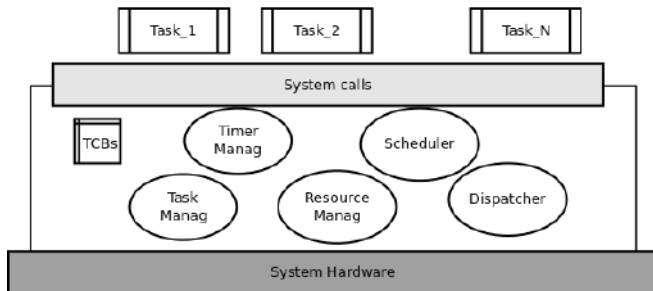 Task_1
Task_2
Task_N
System calls
TCBs
Timer
Manag
Scheduler
Task
Manag
Resource
Manag
Dispatcher
System Hardware